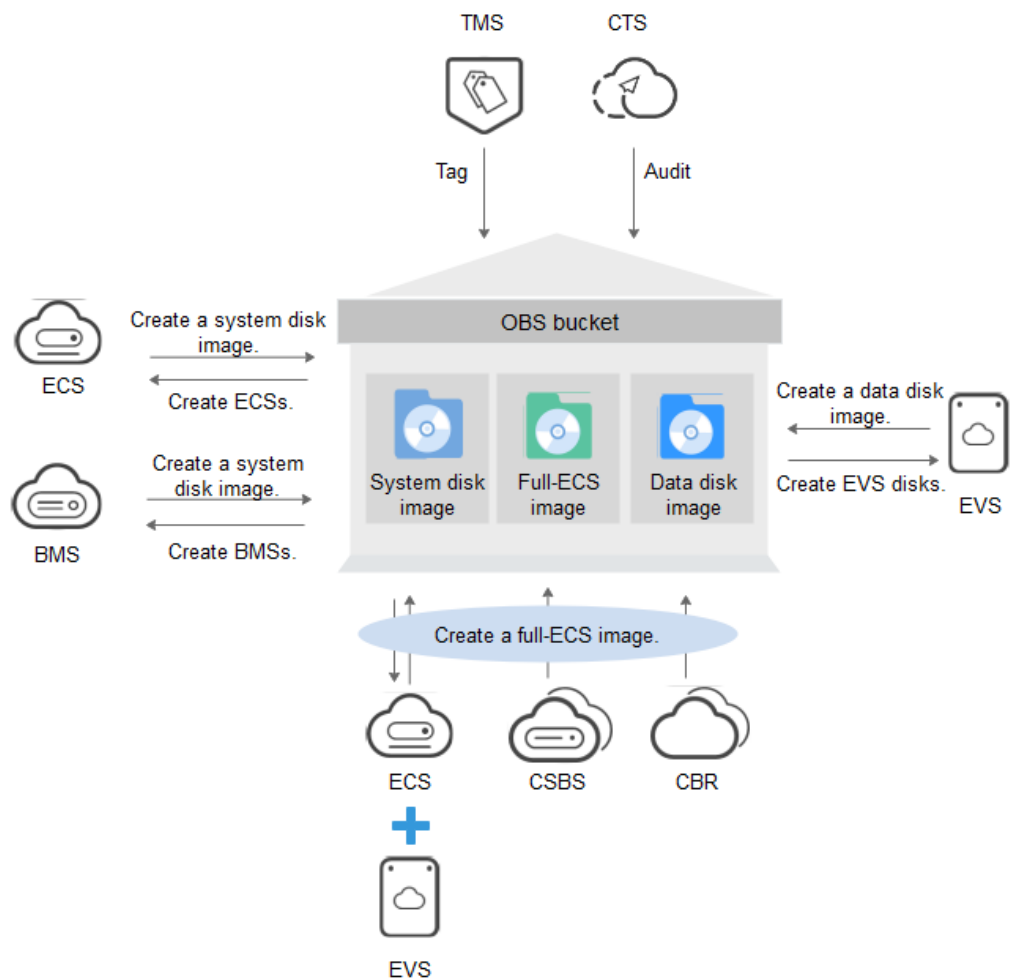 TMS
CTS
Tag
Audit
OBS bucket
Create a system disk
image.
ECS
Create ECSs.
Create a system
disk image.
BMS
Create BMSs.
System disk
image
Full-ECS
image
Data disk
image
Create a data disk
image.
Create EVS disks.
EVS
Create a full-ECS image.
ECS
CSBS
CBR
EVS